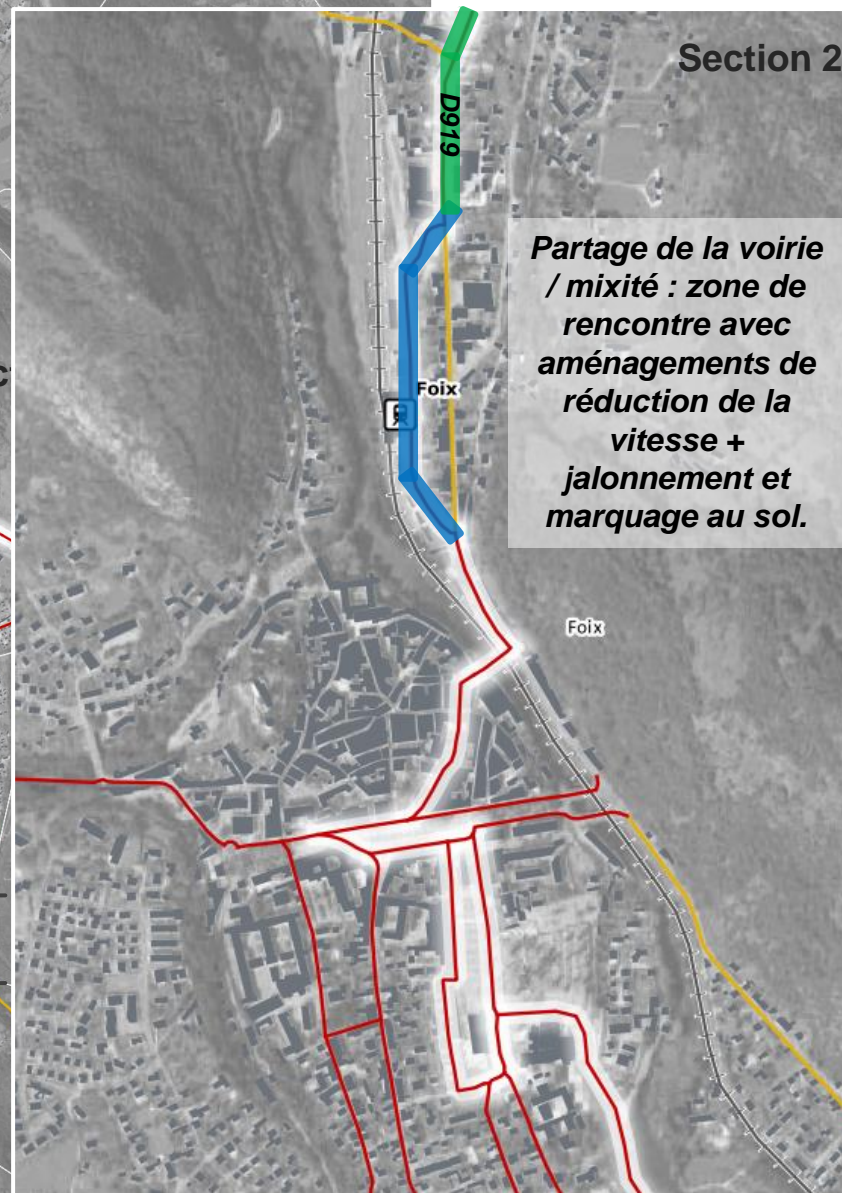 Section 2
D919
Partage de la voirie
/ mixité : zone de
rencontre avec
aménagements de
réduction de la
vitesse +
jalonnement et
marquage au sol.
Foix
Foix